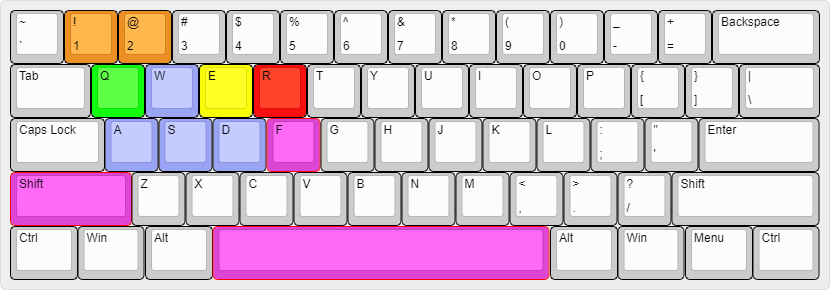 ~ ! @ # $ % ^ & * ( ) _ + Backspace
` 1 2 3 4 5 6 7 8 9 0 - =
Tab Q W E R T Y U I O P { } |
[ ] \
Caps Lock A S D F G H J K L : " Enter
; '
Shift Z X C V B N M < > ? Shift
, . /
Ctrl Win Alt Alt Win Menu Ctrl